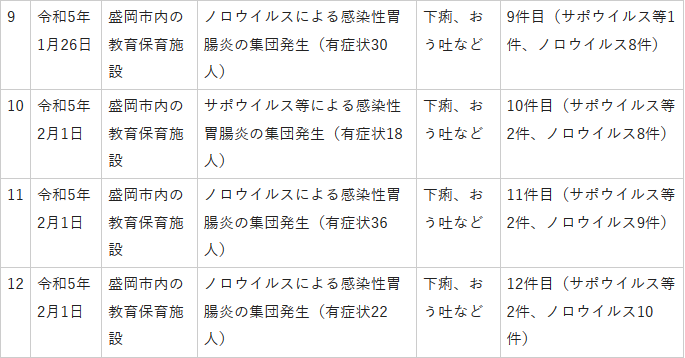 9 令和5年 盛岡市内の ノロウイルスによる感染性胃 下痢、お 9件目（サポウイルス等1
1月26日 教育保育施 腸炎の集団発生（有症状30 う吐など 件、ノロウイルス8件）
設 人）
10 令和5年 盛岡市内の サポウイルス等による感染性 下痢、お 10件目（サポウイルス等
2月1日 教育保育施 胃腸炎の集団発生（有症状18 う吐など 2件、ノロウイルス8件）
設 人）
11 令和5年 盛岡市内の ノロウイルスによる感染性胃 下痢、お 11件目（サポウイルス等
2月1日 教育保育施 腸炎の集団発生（有症状36 う吐など 2件、ノロウイルス9件）
設 人）
12 令和5年 盛岡市内の ノロウイルスによる感染性胃 下痢、お 12件目（サポウイルス等
2月1日 教育保育施 腸炎の集団発生（有症状22 う吐など 2件、ノロウイルス10
設 人） 件）